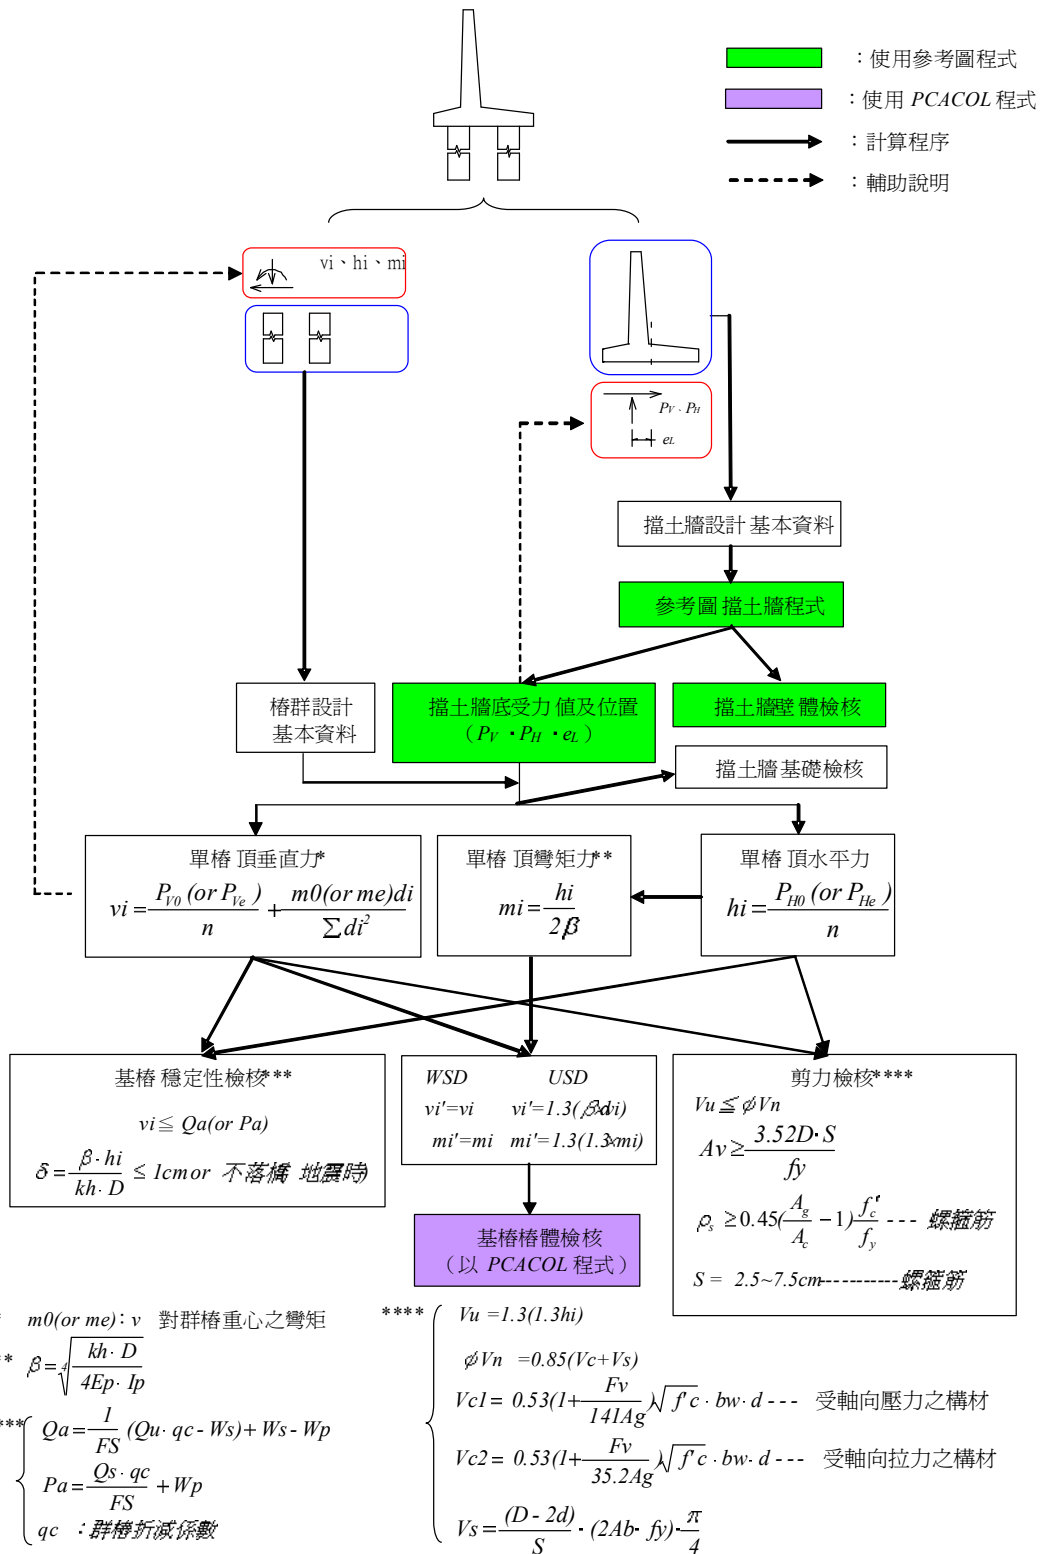 ：使用參考圖程式
：使用 PCACOL 程式
：計算程序
：輔助說明
vi、hi、mi
PV、PH
eL
擋土牆設計基本資料
參考圖擋土牆程式
樁群設計
基本資料
擋土牆底受力值及位置
（PV、PH、eL）
擋土牆壁體檢核
擋土牆基礎檢核
單樁頂垂直力*
vi = P_V0 (or P_Ve) / n + m0(or me)di / ∑di²
單樁頂彎矩力**
mi = hi / 2β
單樁頂水平力
hi = P_H0 (or P_He) / n
基樁穩定性檢核***
vi ≦ Qa(or Pa)
δ = β·hi / kh·D ≤ 1cm or 不落橋 地震時)
WSD USD
vi'=vi vi'=1.3(β_d×vi)
mi'=mi mi'=1.3(1.3×mi)
剪力檢核****
Vu ≦ φVn
Av ≥ 3.52D·S / fy
ρs ≥ 0.45(Ag/Ac − 1) fc'/fy --- 螺箍筋
S = 2.5~7.5cm----------螺箍筋
基樁樁體檢核
（以 PCACOL 程式）
* m0(or me)：v 對群樁重心之彎矩
** β = ⁴√(kh·D / 4Ep·Ip)
*** Qa = 1/FS (Qu·qc - Ws) + Ws - Wp
Pa = Qs·qc / FS + Wp
qc ：群樁折減係數
**** Vu =1.3(1.3hi)
φVn =0.85(Vc+Vs)
Vc1 = 0.53(1+ Fv/141Ag)√f'c · bw · d --- 受軸向壓力之構材
Vc2 = 0.53(1+ Fv/35.2Ag)√f'c · bw · d --- 受軸向拉力之構材
Vs = (D - 2d)/S · (2Ab · fy) · π/4